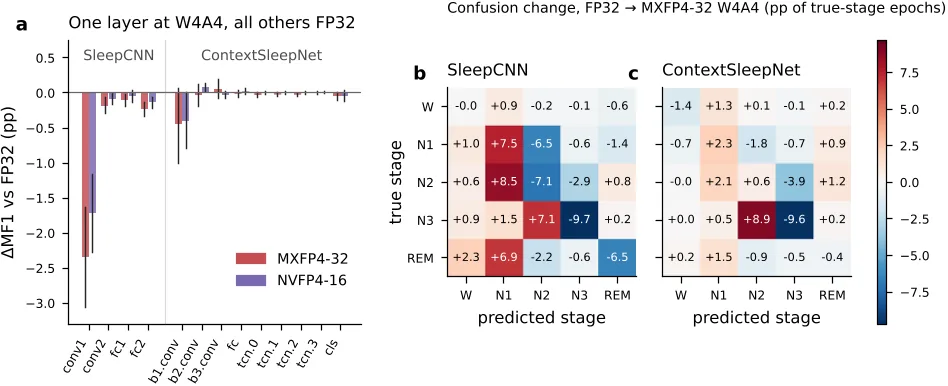 Confusion change, FP32 → MXFP4-32 W4A4 (pp of true-stage epochs)
a
One layer at W4A4, all others FP32
SleepCNN
ContextSleepNet
ΔMF1 vs FP32 (pp)
0.5
0.0
−0.5
−1.0
−1.5
−2.0
−2.5
−3.0
MXFP4-32
NVFP4-16
conv1
conv2
fc1
fc2
b1.conv
b2.conv
b3.conv
fc
tcn.0
tcn.1
tcn.2
tcn.3
cls
b
SleepCNN
true stage
W -0.0 +0.9 -0.2 -0.1 -0.6
N1 +1.0 +7.5 -6.5 -0.6 -1.4
N2 +0.6 +8.5 -7.1 -2.9 +0.8
N3 +0.9 +1.5 +7.1 -9.7 +0.2
REM +2.3 +6.9 -2.2 -0.6 -6.5
W N1 N2 N3 REM
predicted stage
c
ContextSleepNet
-1.4 +1.3 +0.1 -0.1 +0.2
-0.7 +2.3 -1.8 -0.7 +0.9
-0.0 +2.1 +0.6 -3.9 +1.2
+0.0 +0.5 +8.9 -9.6 +0.2
+0.2 +1.5 -0.9 -0.5 -0.4
W N1 N2 N3 REM
predicted stage
7.5
5.0
2.5
0.0
−2.5
−5.0
−7.5